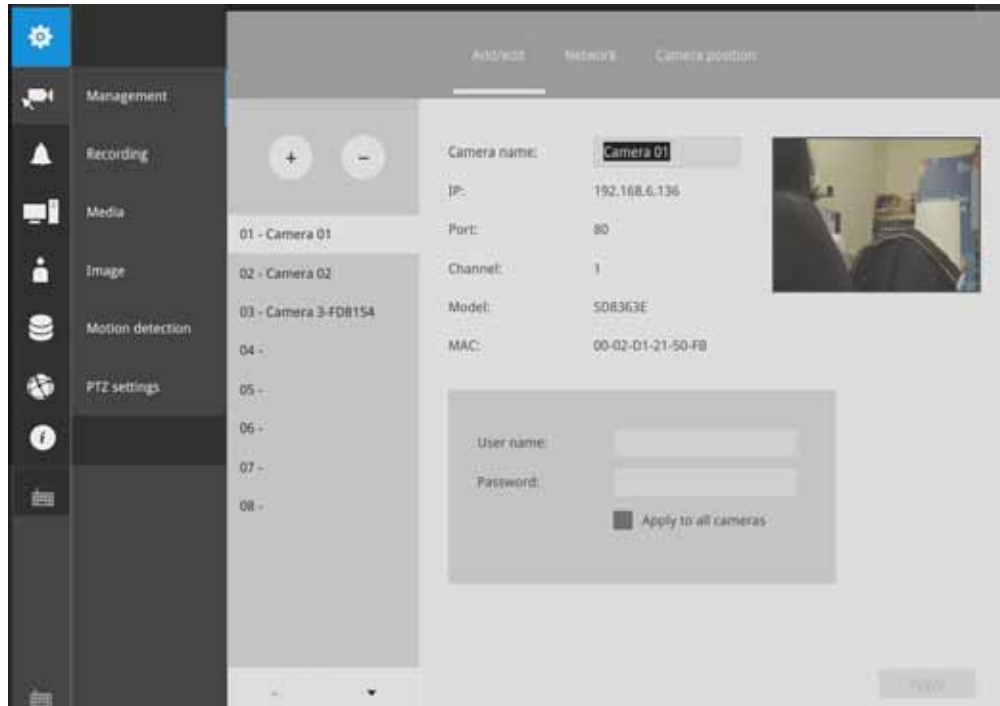 Add/edit Network Camera position
Management
Recording
Media
Image
Motion detection
PTZ settings
+ -
01 - Camera 01
02 - Camera 02
03 - Camera 3-FD8154
04 -
05 -
06 -
07 -
08 -
Camera name: Camera 01
IP: 192.168.6.136
Port: 80
Channel: 1
Model: SD8363E
MAC: 00-02-D1-21-50-FB
User name:
Password:
Apply to all cameras
Apply